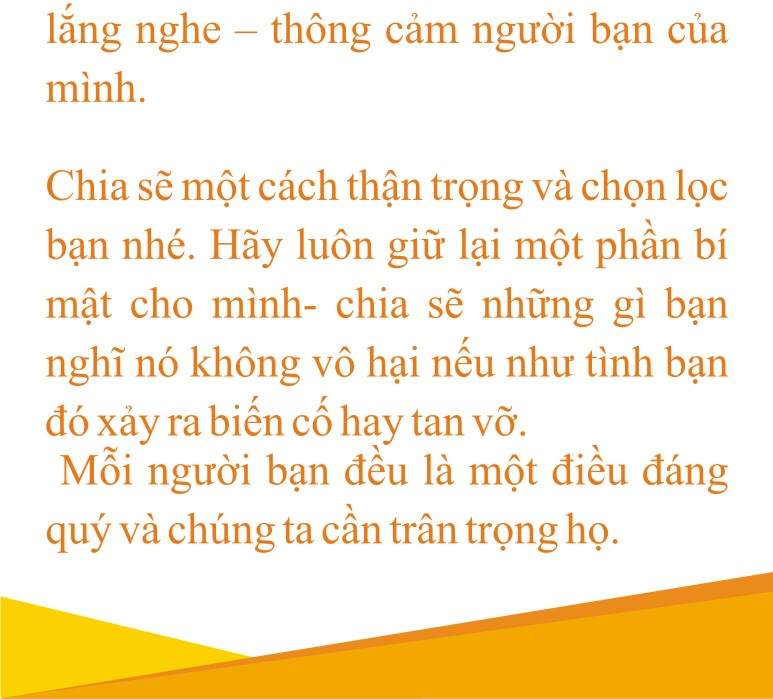 lắng nghe – thông cảm người bạn của
mình.
Chia sẽ một cách thận trọng và chọn lọc
bạn nhé. Hãy luôn giữ lại một phần bí
mật cho mình- chia sẽ những gì bạn
nghĩ nó không vô hại nếu như tình bạn
đó xảy ra biến cố hay tan vỡ.
Mỗi người bạn đều là một điều đáng
quý và chúng ta cần trân trọng họ.